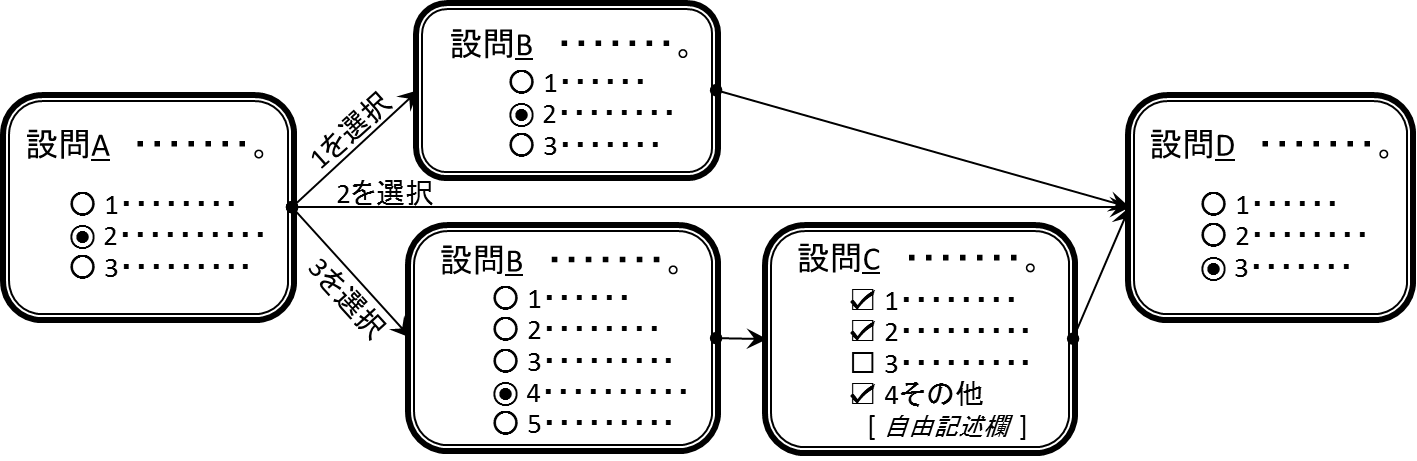 設問A ・・・・・・・。
○ 1・・・・・・・・
◉ 2・・・・・・・・・・
○ 3・・・・・・・・・
1を選択
2を選択
3を選択
設問B ・・・・・・・。
○ 1・・・・・・
◉ 2・・・・・・・・
○ 3・・・・・・・
設問B ・・・・・・・。
○ 1・・・・・・
○ 2・・・・・・・・
○ 3・・・・・・・・・
◉ 4・・・・・・・・・・
○ 5・・・・・・・・・
設問C ・・・・・・・。
☑ 1・・・・・・・・
☑ 2・・・・・・・・・
☐ 3・・・・・・・・・
☑ 4その他
[ 自由記述欄 ]
設問D ・・・・・・・。
○ 1・・・・・・
○ 2・・・・・・・・
◉ 3・・・・・・・